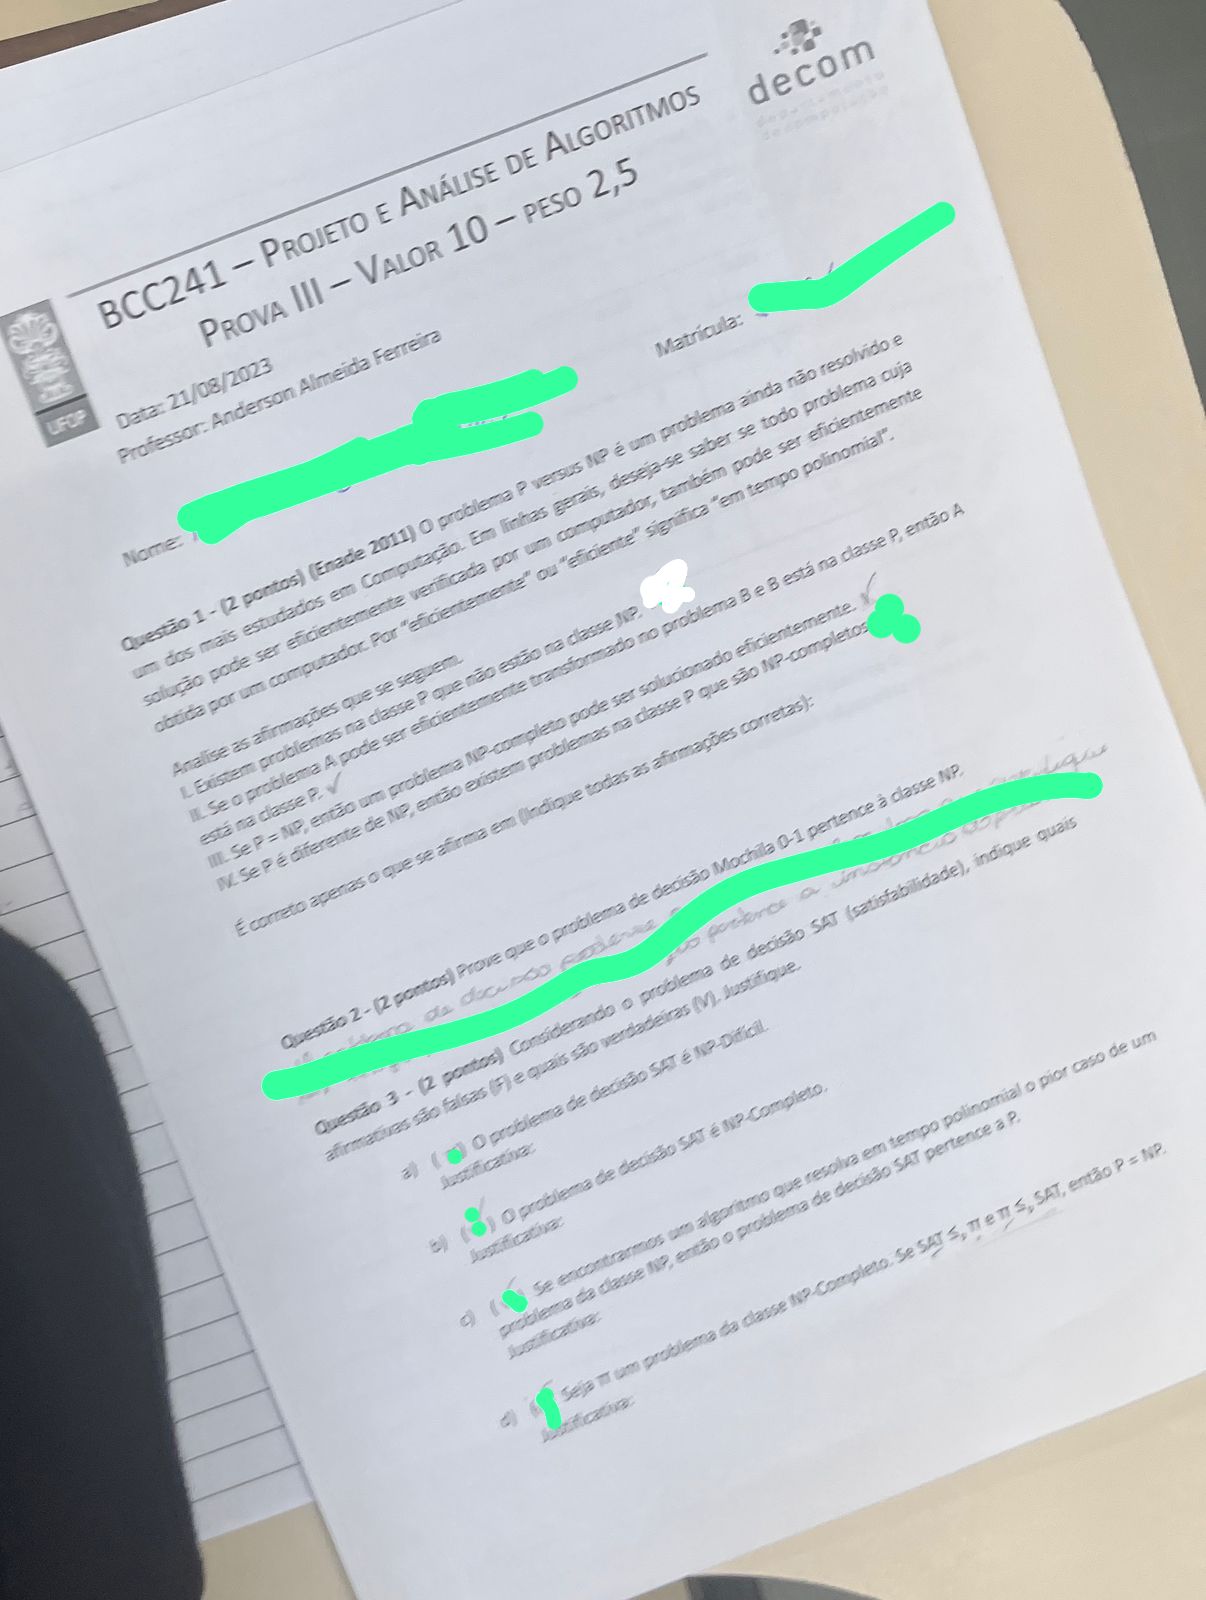 decom
departamento
de computação
BCC241 – PROJETO E ANÁLISE DE ALGORITMOS
PROVA III – VALOR 10 – PESO 2,5
UFOP
Data: 21/08/2023
Professor: Anderson Almeida Ferreira
Matrícula:
Nome:
Questão 1 - (2 pontos) (Enade 2011) O problema P versus NP é um problema ainda não resolvido e
um dos mais estudados em Computação. Em linhas gerais, deseja-se saber se todo problema cuja
solução pode ser eficientemente verificada por um computador, também pode ser eficientemente
obtida por um computador. Por "eficientemente" ou "eficiente" significa "em tempo polinomial".
Analise as afirmações que se seguem.
I. Existem problemas na classe P que não estão na classe NP.
II. Se o problema A pode ser eficientemente transformado no problema B e B está na classe P, então A
está na classe P. ✓
III. Se P = NP, então um problema NP-completo pode ser solucionado eficientemente. ✓
IV. Se P é diferente de NP, então existem problemas na classe P que são NP-completos.
É correto apenas o que se afirma em (Indique todas as afirmações corretas):
Questão 2 - (2 pontos) Prove que o problema de decisão Mochila 0-1 pertence à classe NP.
Questão 3 - (2 pontos) Considerando o problema de decisão SAT (satisfabilidade), indique quais
afirmativas são falsas (F) e quais são verdadeiras (V). Justifique.
a) ( ) O problema de decisão SAT é NP-Difícil.
Justificativa:
b) ( ) O problema de decisão SAT é NP-Completo.
Justificativa:
c) ( ) Se encontrarmos um algoritmo que resolva em tempo polinomial o pior caso de um
problema da classe NP, então o problema de decisão SAT pertence a P.
Justificativa:
d) ( ) Seja π um problema da classe NP-Completo. Se SAT ≤, π e π ≤, SAT, então P = NP.
Justificativa: